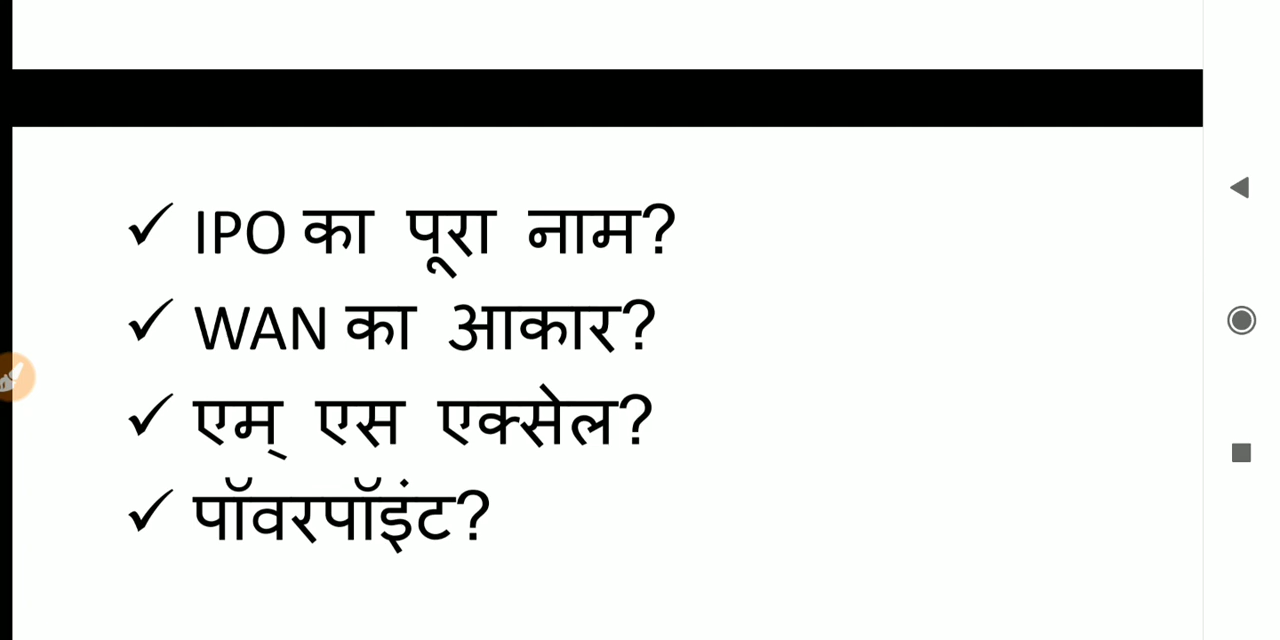 ✓ IPO का पूरा नाम?
✓ WAN का आकार?
✓ एम् एस एक्सेल?
✓ पॉवरपॉइंट?